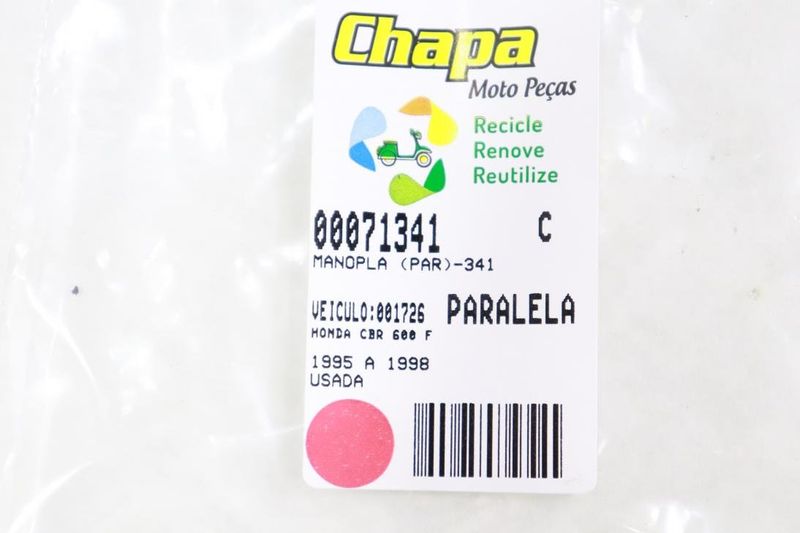 Chapa
Moto Peças
Recicle
Renove
Reutilize
00071341 C
MANOPLA (PAR)-341
VEICULO:001726 PARALELA
HONDA CBR 600 F
1995 A 1998
USADA